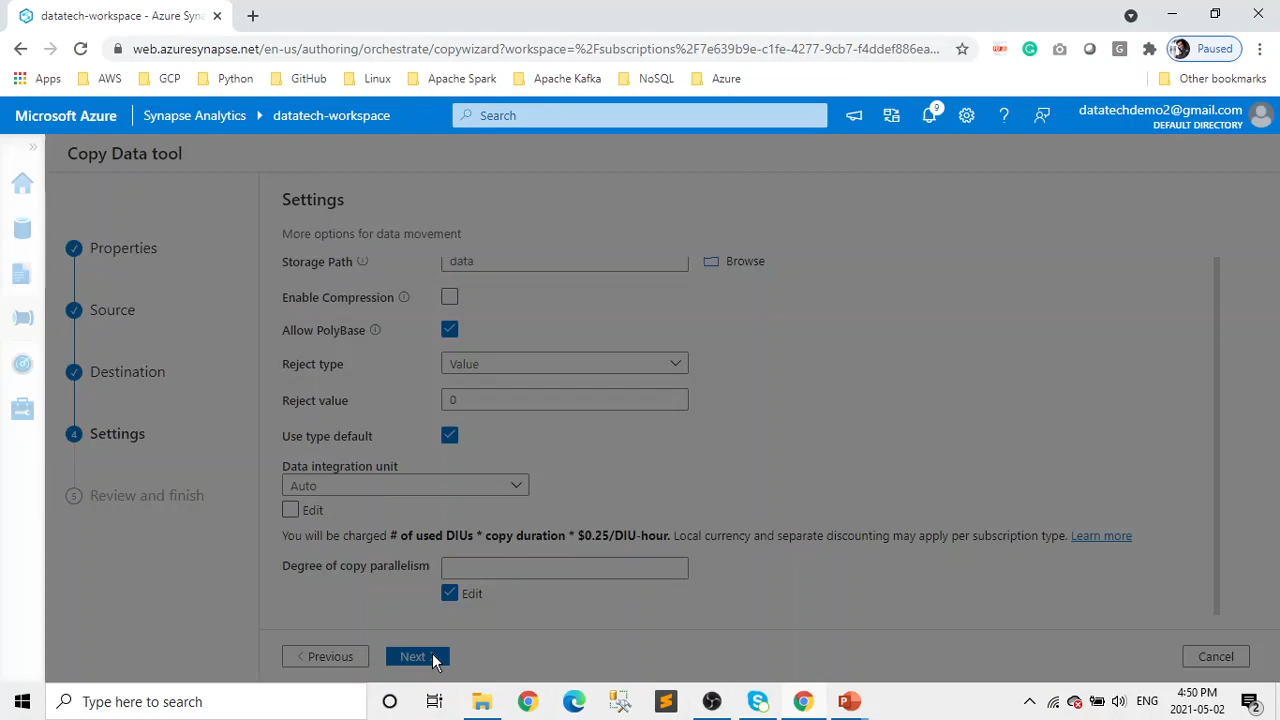 datatech-workspace - Azure Syna
web.azuresynapse.net/en-us/authoring/orchestrate/copywizard?workspace=%2Fsubscriptions%2F7e639b9e-c1fe-4277-9cb7-f4ddef886ea...
Paused
Apps AWS GCP Python GitHub Linux Apache Spark Apache Kafka NoSQL Azure Other bookmarks
Microsoft Azure Synapse Analytics datatech-workspace Search 9 datatechdemo2@gmail.com
DEFAULT DIRECTORY
Copy Data tool
Properties
Source
Destination
4 Settings
5 Review and finish
Settings
More options for data movement
Storage Path data Browse
Enable Compression
Allow PolyBase
Reject type Value
Reject value 0
Use type default
Data integration unit
Auto
Edit
You will be charged # of used DIUs * copy duration * $0.25/DIU-hour. Local currency and separate discounting may apply per subscription type. Learn more
Degree of copy parallelism
Edit
< Previous Next Cancel
Type here to search
ENG
4:50 PM
2021-05-02
2